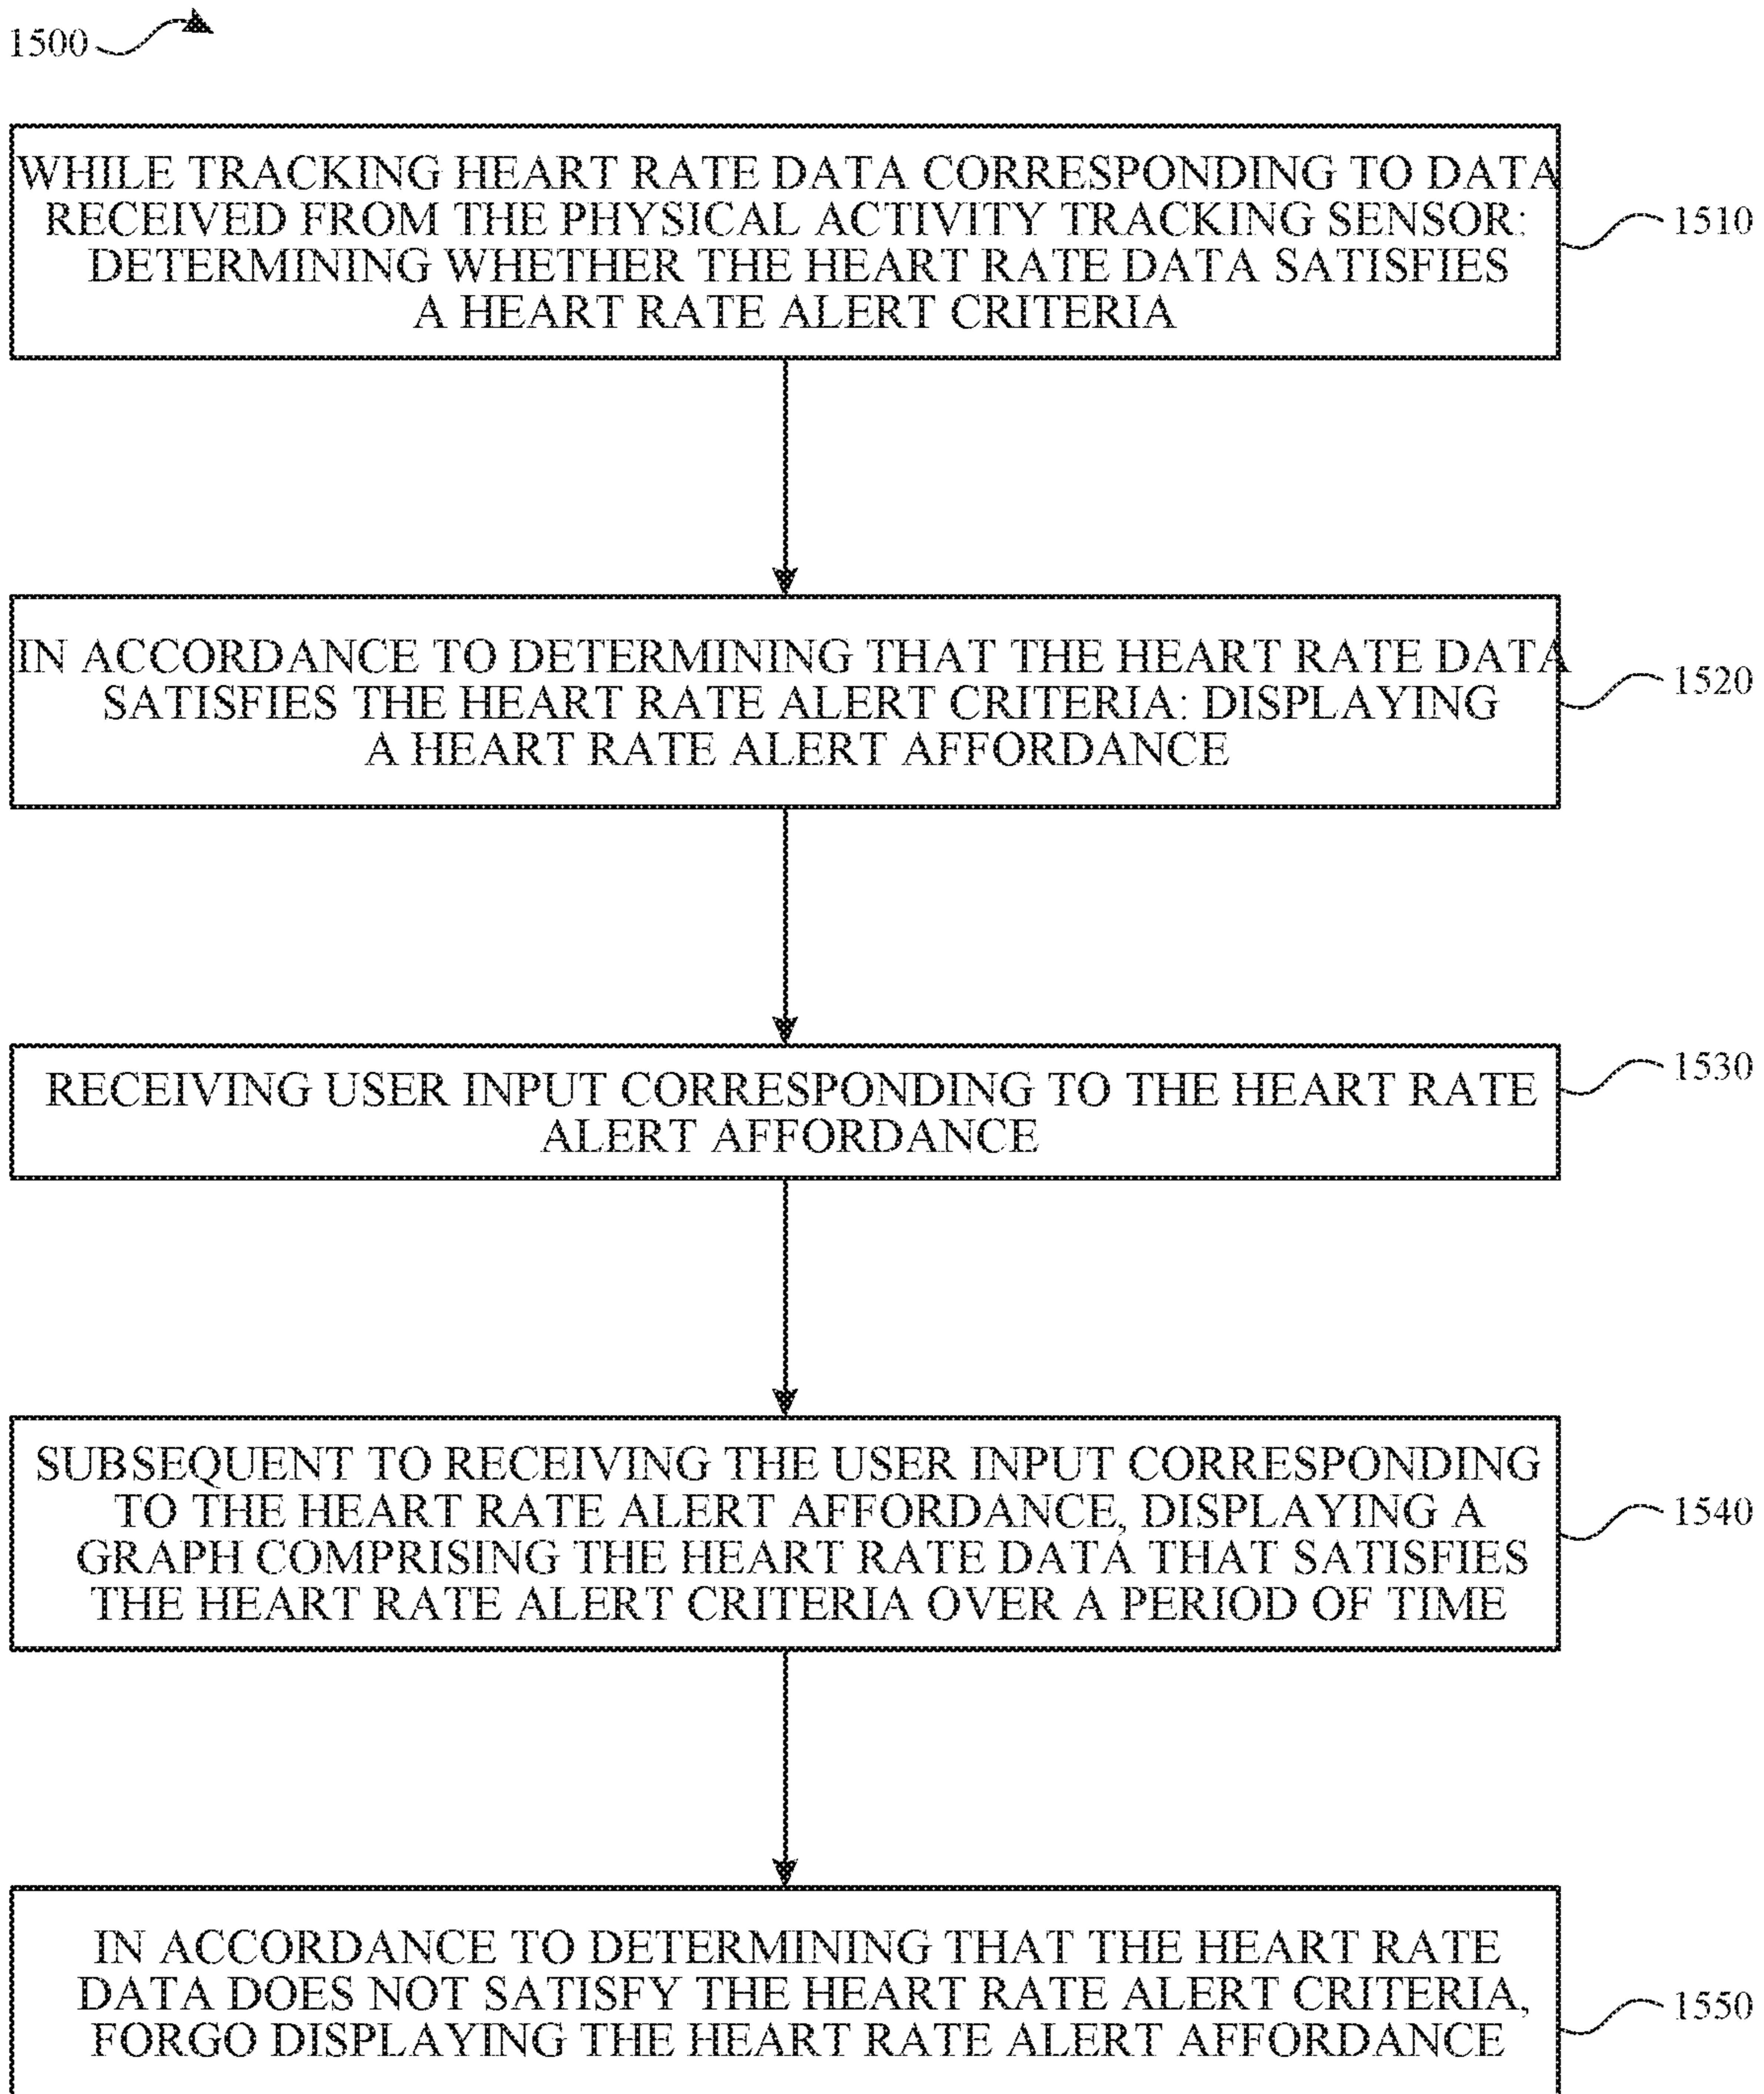 1500
WHILE TRACKING HEART RATE DATA CORRESPONDING TO DATA
RECEIVED FROM THE PHYSICAL ACTIVITY TRACKING SENSOR:
DETERMINING WHETHER THE HEART RATE DATA SATISFIES
A HEART RATE ALERT CRITERIA
1510
IN ACCORDANCE TO DETERMINING THAT THE HEART RATE DATA
SATISFIES THE HEART RATE ALERT CRITERIA: DISPLAYING
A HEART RATE ALERT AFFORDANCE
1520
RECEIVING USER INPUT CORRESPONDING TO THE HEART RATE
ALERT AFFORDANCE
1530
SUBSEQUENT TO RECEIVING THE USER INPUT CORRESPONDING
TO THE HEART RATE ALERT AFFORDANCE, DISPLAYING A
GRAPH COMPRISING THE HEART RATE DATA THAT SATISFIES
THE HEART RATE ALERT CRITERIA OVER A PERIOD OF TIME
1540
IN ACCORDANCE TO DETERMINING THAT THE HEART RATE
DATA DOES NOT SATISFY THE HEART RATE ALERT CRITERIA,
FORGO DISPLAYING THE HEART RATE ALERT AFFORDANCE
1550